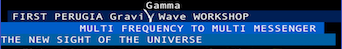 Gamma
FIRST PERUGIA Gravi γ Wave WORKSHOP
MULTI FREQUENCY TO MULTI MESSENGER
THE NEW SIGHT OF THE UNIVERSE